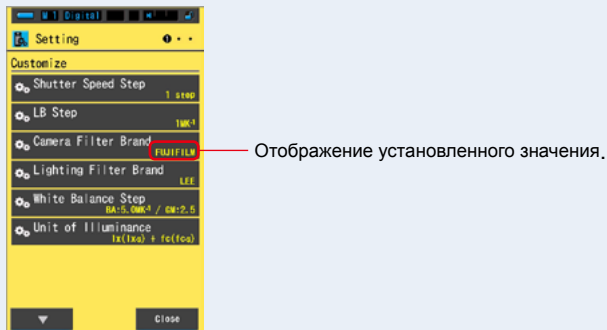 M 1 Digital
Setting
Customize
Shutter Speed Step
1 step
LB Step
1MK⁻¹
Camera Filter Brand
FUJIFILM
Отображение установленного значения.
Lighting Filter Brand
LEE
White Balance Step
BA:5.0MK⁻¹ / GM:2.5
Unit of Illuminance
lx(lxs) + fc(fcs)
Close